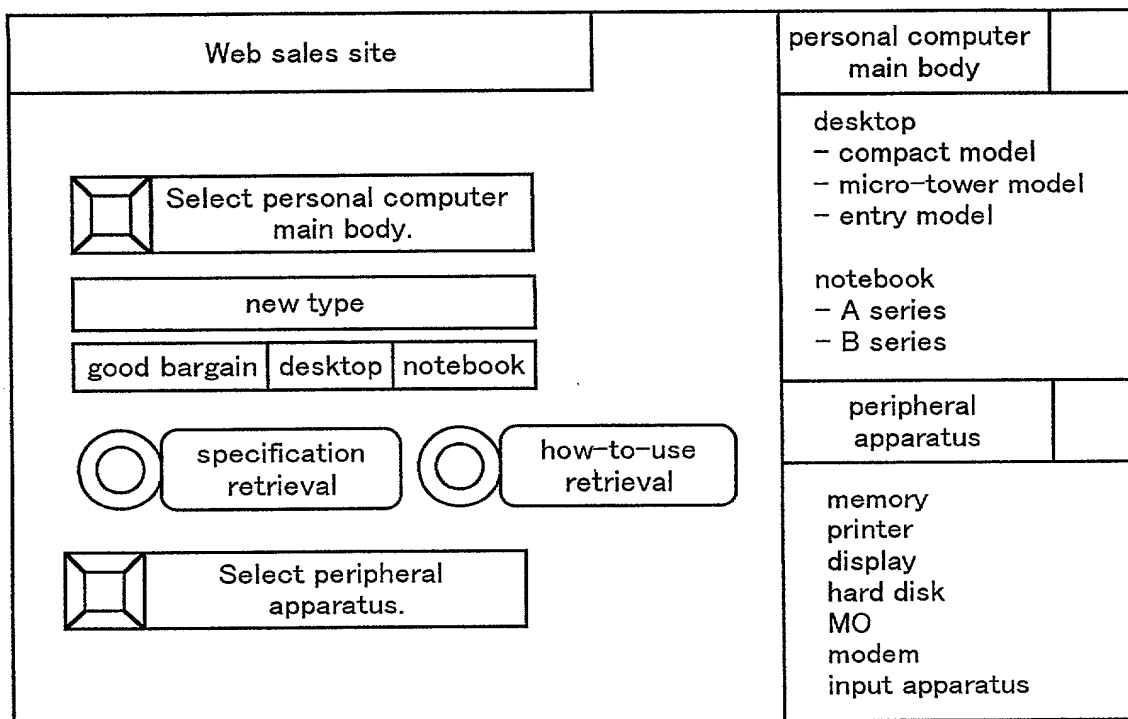 Web sales site
Select personal computer
main body.
new type
good bargain desktop notebook
specification
retrieval
how-to-use
retrieval
Select peripheral
apparatus.
personal computer
main body
desktop
- compact model
- micro-tower model
- entry model
notebook
- A series
- B series
peripheral
apparatus
memory
printer
display
hard disk
MO
modem
input apparatus